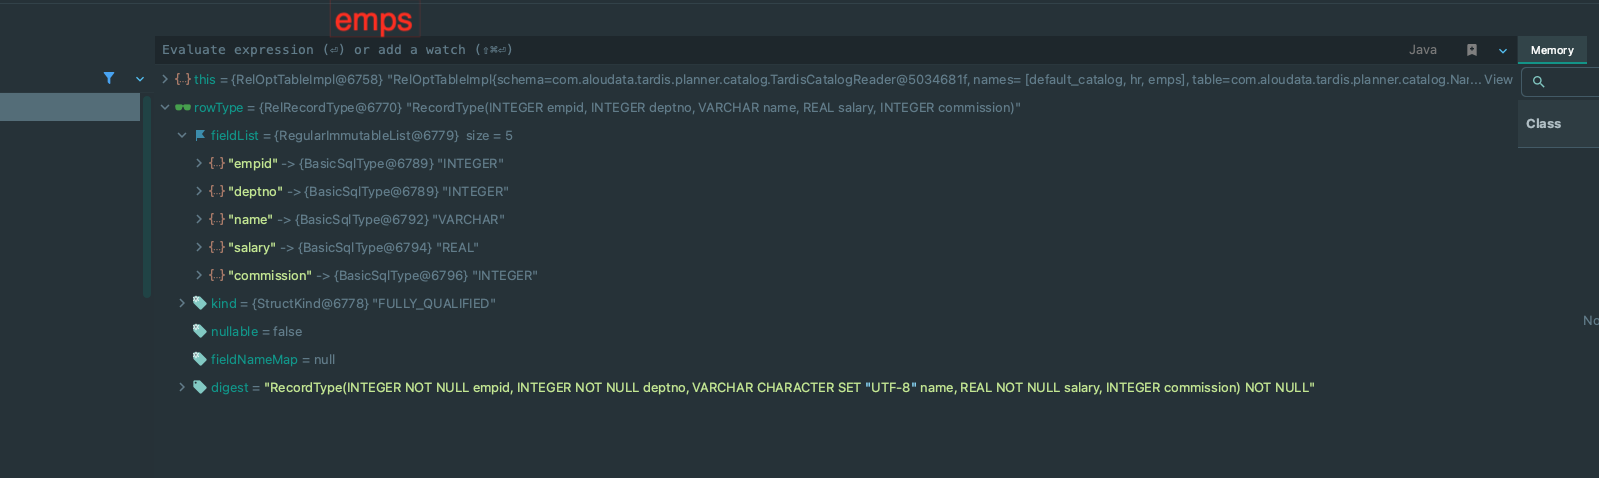 emps
Evaluate expression (⏎) or add a watch (⇧⌘⏎)
Java
Memory
this = {RelOptTableImpl@6758} "RelOptTableImpl{schema=com.aloudata.tardis.planner.catalog.TardisCatalogReader@5034681f, names= [default_catalog, hr, emps], table=com.aloudata.tardis.planner.catalog.Nar... View
rowType = {RelRecordType@6770} "RecordType(INTEGER empid, INTEGER deptno, VARCHAR name, REAL salary, INTEGER commission)"
Class
fieldList = {RegularImmutableList@6779} size = 5
{...} "empid" -> {BasicSqlType@6789} "INTEGER"
{...} "deptno" -> {BasicSqlType@6789} "INTEGER"
{...} "name" -> {BasicSqlType@6792} "VARCHAR"
{...} "salary" -> {BasicSqlType@6794} "REAL"
{...} "commission" -> {BasicSqlType@6796} "INTEGER"
kind = {StructKind@6778} "FULLY_QUALIFIED"
No
nullable = false
fieldNameMap = null
digest = "RecordType(INTEGER NOT NULL empid, INTEGER NOT NULL deptno, VARCHAR CHARACTER SET "UTF-8" name, REAL NOT NULL salary, INTEGER commission) NOT NULL"